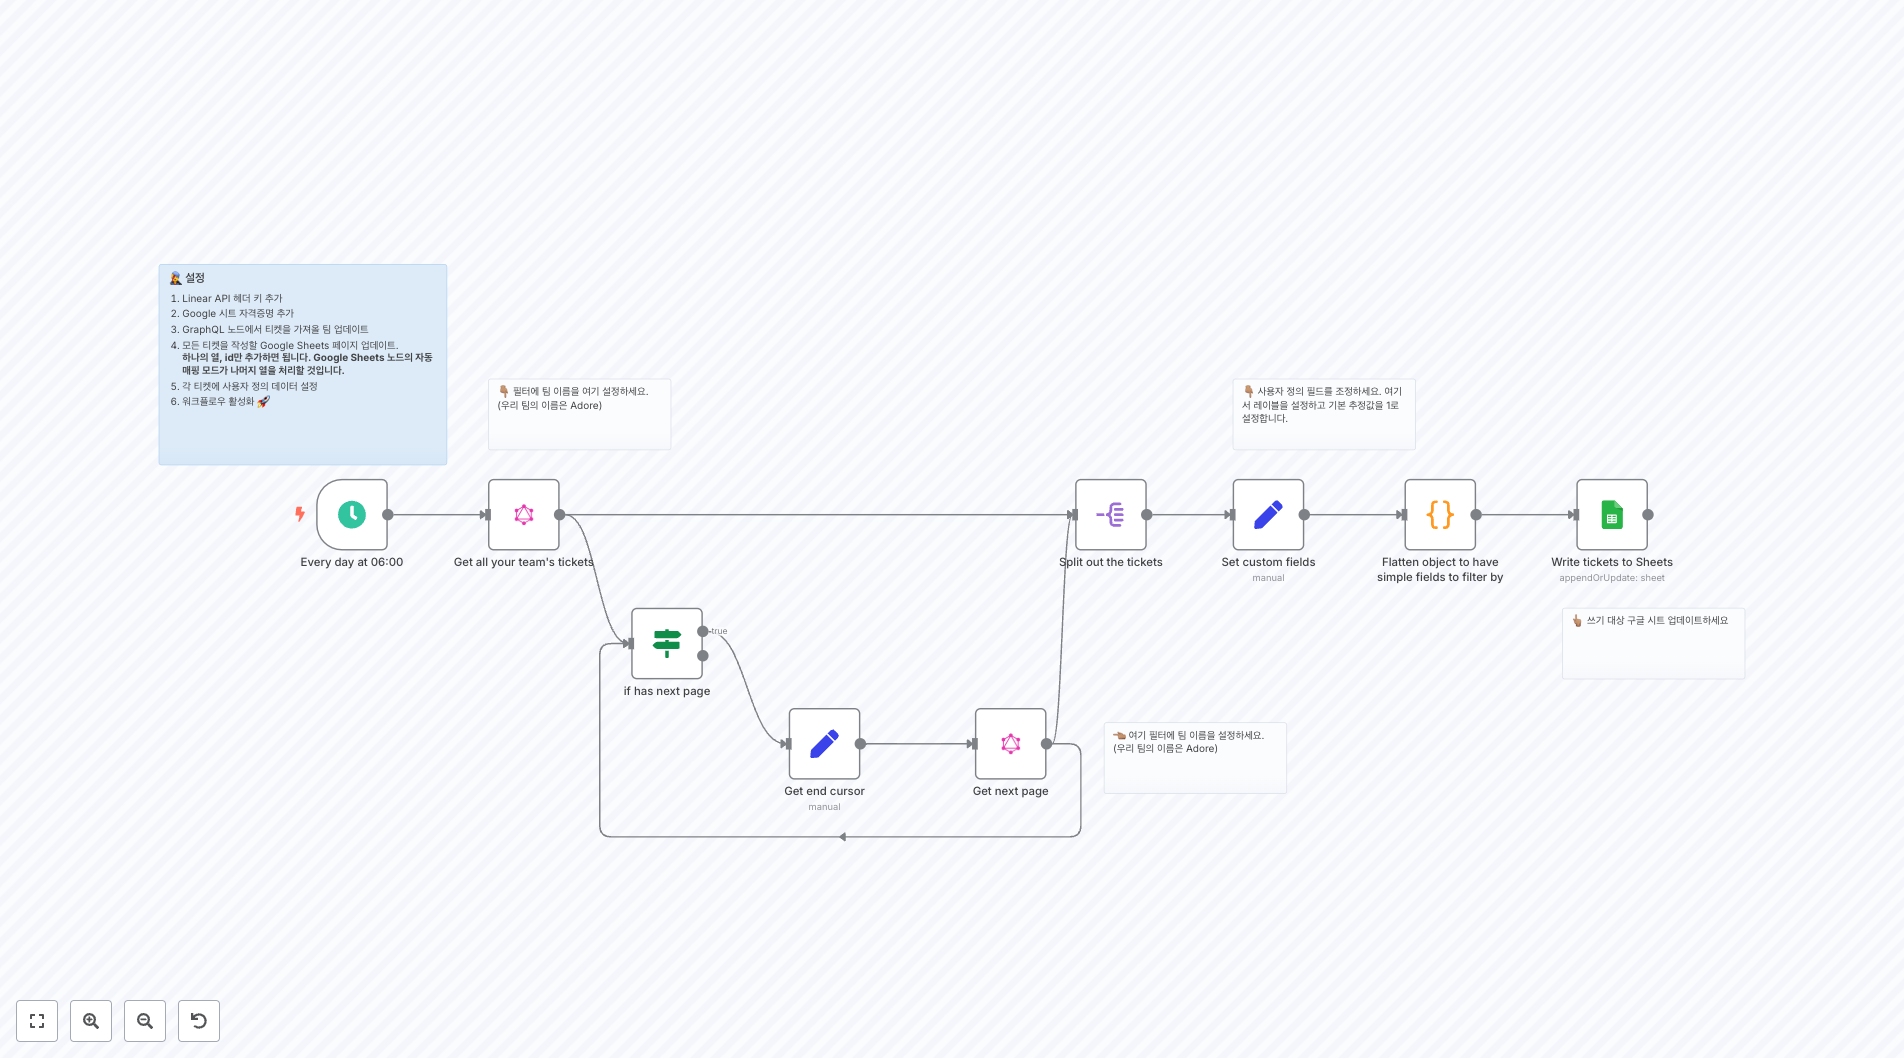 설정
1. Linear API 헤더 키 추가
2. Google 시트 자격증명 추가
3. GraphQL 노드에서 티켓을 가져올 팀 업데이트
4. 모든 티켓을 작성할 Google Sheets 페이지 업데이트.
하나의 열, id만 추가하면 됩니다. Google Sheets 노드의 자동
매핑 모드가 나머지 열을 처리할 것입니다.
5. 각 티켓에 사용자 정의 데이터 설정
6. 워크플로우 활성화 🚀
👇🏽 필터에 팀 이름을 여기 설정하세요.
(우리 팀의 이름은 Adore)
👇🏽 사용자 정의 필드를 조정하세요. 여기
서 레이블을 설정하고 기본 추정값을 1로
설정합니다.
Every day at 06:00
Get all your team's tickets
Split out the tickets
Set custom fields
manual
Flatten object to have
simple fields to filter by
Write tickets to Sheets
appendOrUpdate: sheet
👆🏽 쓰기 대상 구글 시트 업데이트하세요
true
if has next page
👈🏽 여기 필터에 팀 이름을 설정하세요.
(우리 팀의 이름은 Adore)
Get end cursor
manual
Get next page